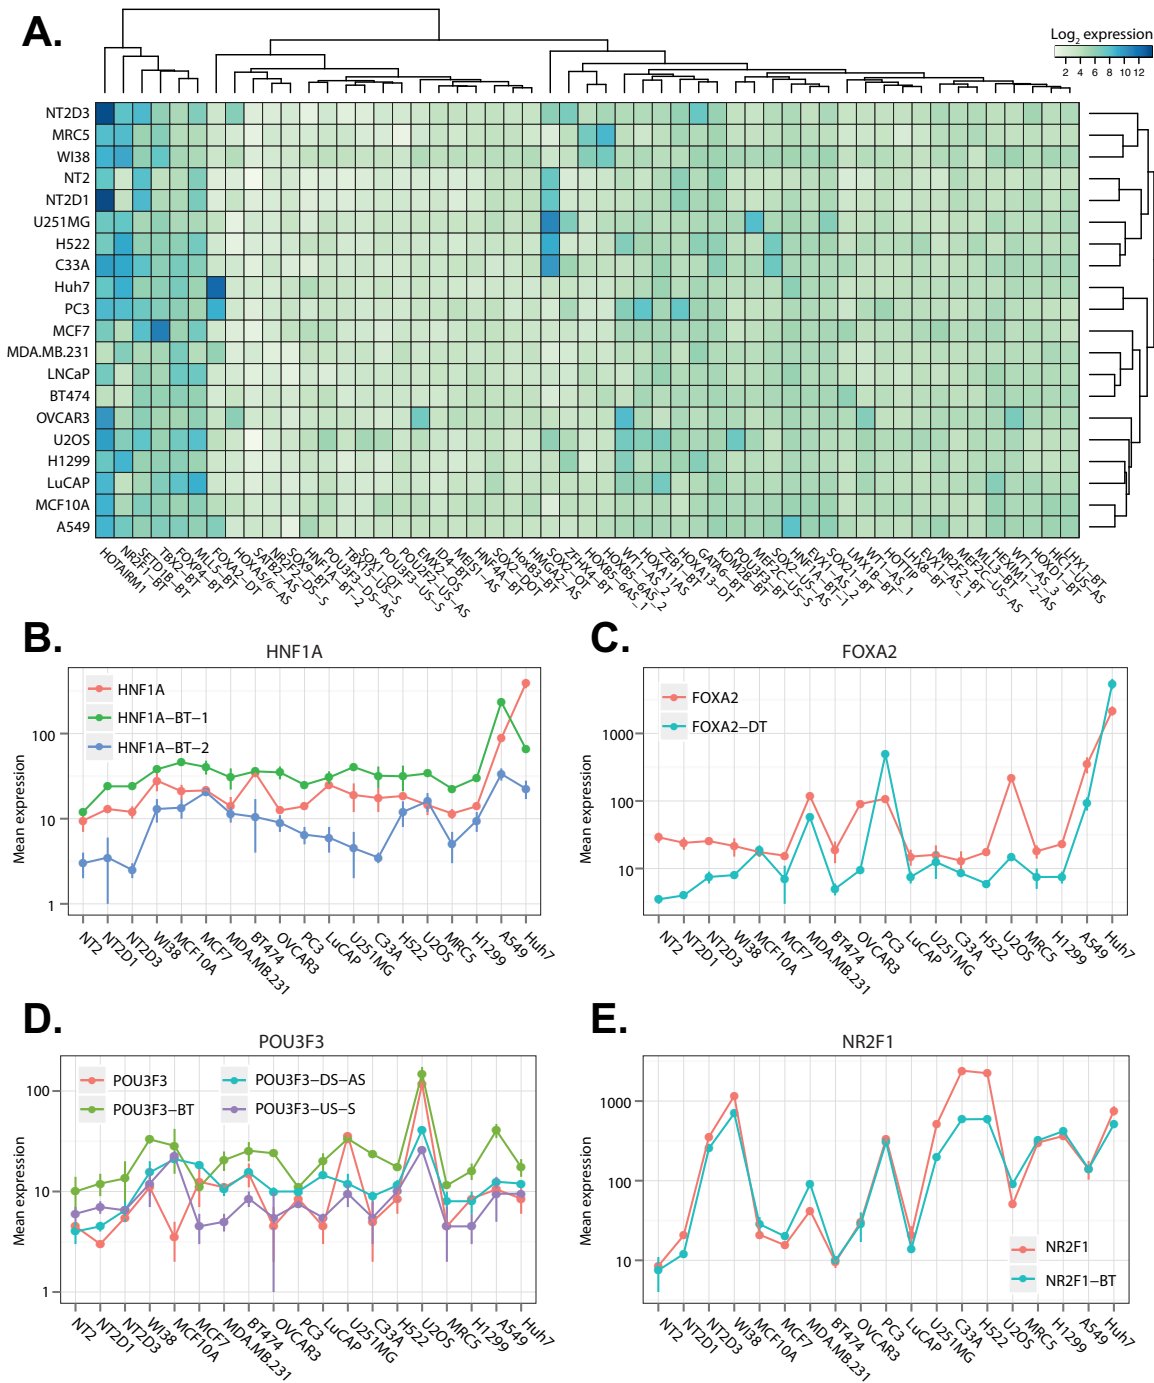 A.
Log2 expression
2 4 6 8 10 12
NT2D3
MRC5
WI38
NT2
NT2D1
U251MG
H522
C33A
Huh7
PC3
MCF7
MDA.MB.231
LNCaP
BT474
OVCAR3
U2OS
H1299
LuCAP
MCF10A
A549
HOTAIRM1
NR2F1−BT
SETD1B−BT
TBX2−BT
FOXP4−BT
MLL5−BT
FOXA2−DT
HOXA5/6−AS
SATB2−AS
NR2F2−DS−S
SOX9−BT
HNF1A−BT−2
POU3F3−DS−AS
TBX15−US−S
SOX1−OT
POU3F3−US−S
POU2F2−US−AS
EMX2−OS
ID4−BT
MEIS1−AS
HNF4A−BT
SOX2−DOT
HoxB3−US
HMGA2−AS
SOX2−OT
ZFHX4−BT
HOXB5−6AS_1
HOXB5−6AS_2
WT1−AS_2
HOXA11AS
ZEB1−BT
HOXA13−DT
GATA6−BT
KDM2B−BT
POU3F3−BT
MEF2C−US−S
SOX2−US−AS
HNF1A−BT−1
EVX1−AS_2
SOX21−BT
LMX1B−BT
WT1−AS_1
HOTTIP
LHX8−BT
EVX1−AS_1
NR2F2−BT
MEF2C−US−AS
MLL3−BT
HEXIM1−2−AS
WT1−AS_3
HOXD1−BT
HIC1−US−AS
LHX1−BT
B.
HNF1A
Mean expression
100
10
1
HNF1A
HNF1A−BT−1
HNF1A−BT−2
NT2
NT2D1
NT2D3
WI38
MCF10A
MCF7
MDA.MB.231
BT474
OVCAR3
PC3
LuCAP
U251MG
C33A
H522
U2OS
MRC5
H1299
A549
Huh7
C.
FOXA2
Mean expression
1000
100
10
FOXA2
FOXA2−DT
NT2
NT2D1
NT2D3
WI38
MCF10A
MCF7
MDA.MB.231
BT474
OVCAR3
PC3
LuCAP
U251MG
C33A
H522
U2OS
MRC5
H1299
A549
Huh7
D.
POU3F3
Mean expression
100
10
1
POU3F3
POU3F3−BT
POU3F3−DS−AS
POU3F3−US−S
NT2
NT2D1
NT2D3
WI38
MCF10A
MCF7
MDA.MB.231
BT474
OVCAR3
PC3
LuCAP
U251MG
C33A
H522
U2OS
MRC5
H1299
A549
Huh7
E.
NR2F1
Mean expression
1000
100
10
NR2F1
NR2F1−BT
NT2
NT2D1
NT2D3
WI38
MCF10A
MCF7
MDA.MB.231
BT474
OVCAR3
PC3
LuCAP
U251MG
C33A
H522
U2OS
MRC5
H1299
A549
Huh7